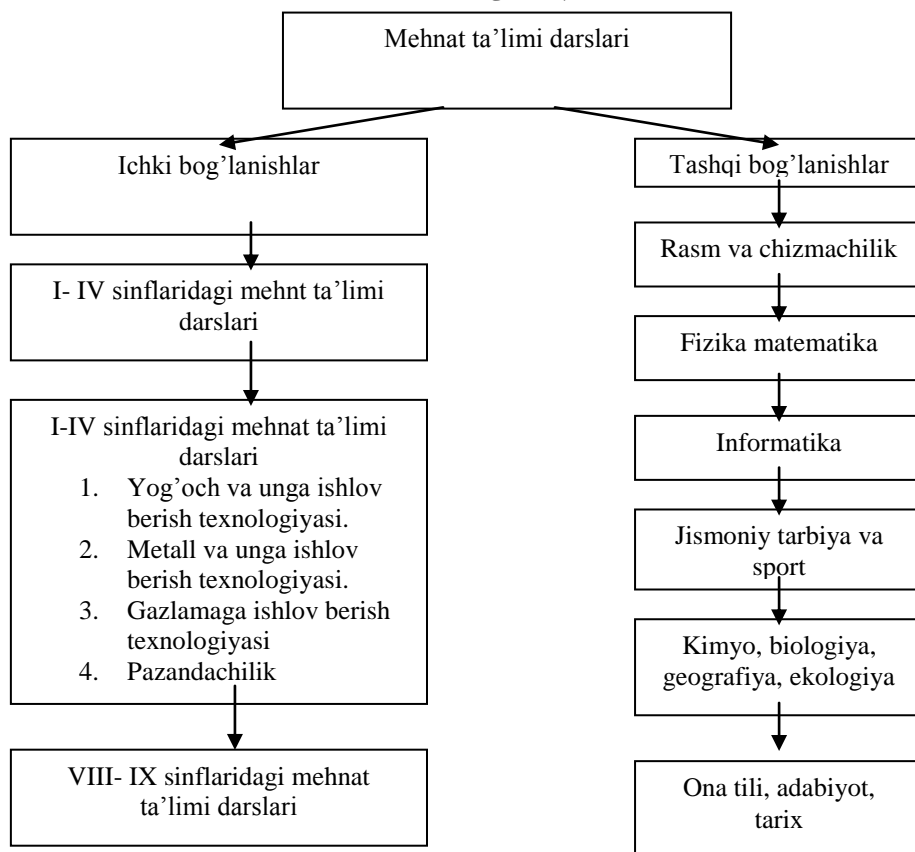 Mehnat ta’limi darslari
Ichki bog’lanishlar
I- IV sinflaridagi mehnt ta’limi
darslari
I-IV sinflaridagi mehnat ta’limi
darslari
1. Yog’och va unga ishlov
berish texnologiyasi.
2. Metall va unga ishlov
berish texnologiyasi.
3. Gazlamaga ishlov berish
texnologiyasi
4. Pazandachilik
VIII- IX sinflaridagi mehnat
ta’limi darslari
Tashqi bog’lanishlar
Rasm va chizmachilik
Fizika matematika
Informatika
Jismoniy tarbiya va
sport
Kimyo, biologiya,
geografiya, ekologiya
Ona tili, adabiyot,
tarix